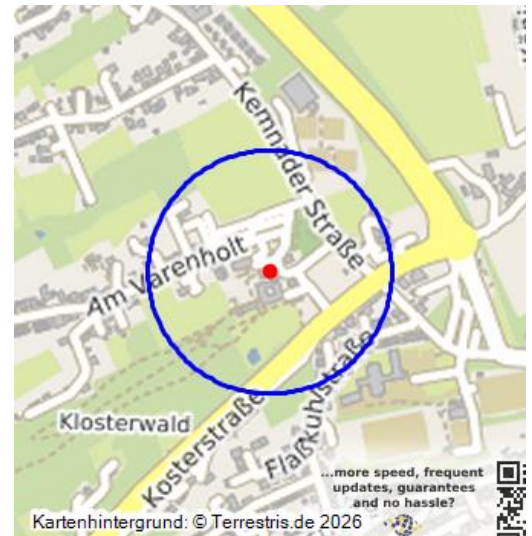 Kemnader Straße
Am Varenholt
Klosterwald
Kosterstraße
Flaßkuhlstraße
...more speed, frequent
updates, guarantees
and no hassle?
Kartenhintergrund: © Terrestris.de 2026